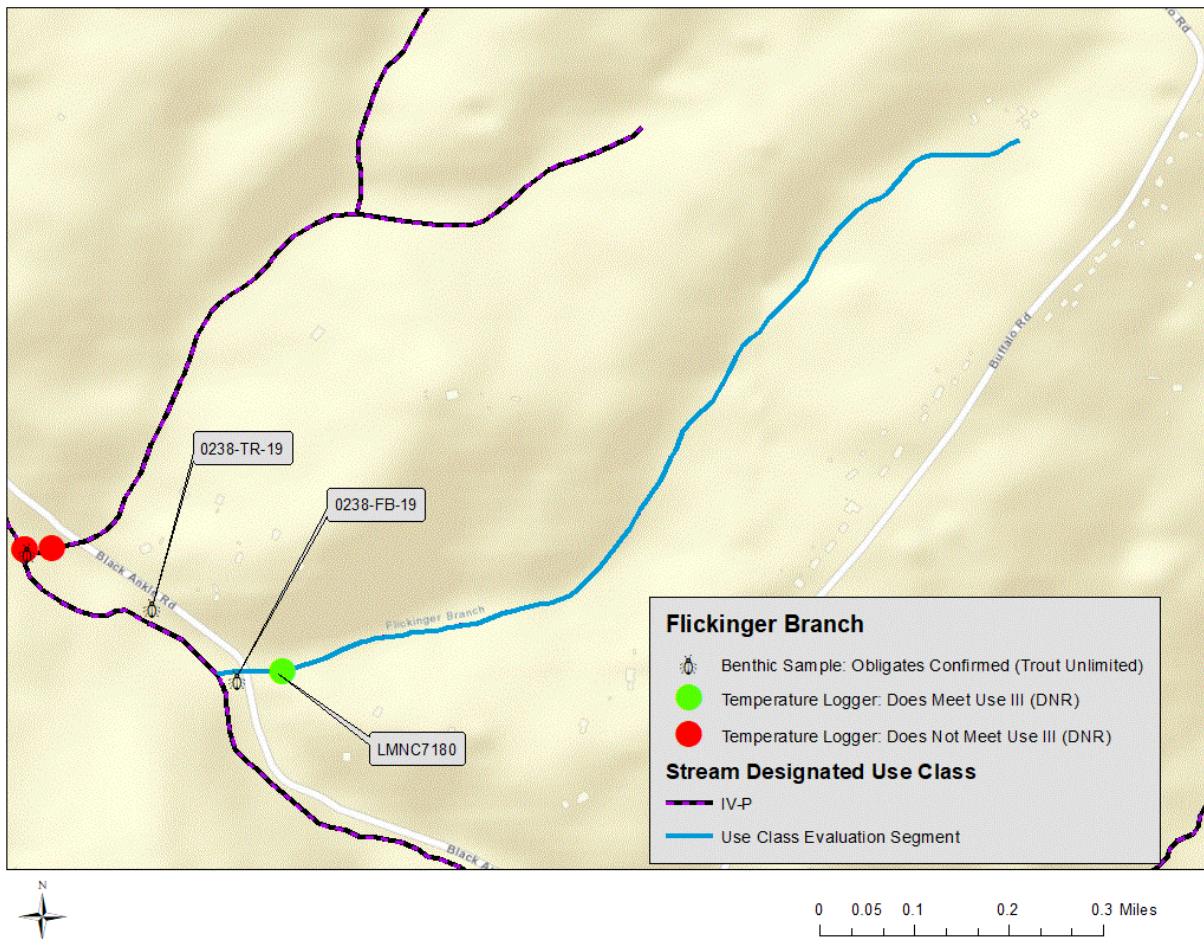 lo Rd
Buffalo Rd
0238-TR-19
0238-FB-19
Black Ankle Rd
Flickinger Branch
LMNC7180
Black An
Flickinger Branch
Benthic Sample: Obligates Confirmed (Trout Unlimited)
Temperature Logger: Does Meet Use III (DNR)
Temperature Logger: Does Not Meet Use III (DNR)
Stream Designated Use Class
IV-P
Use Class Evaluation Segment
N
0 0.05 0.1 0.2 0.3 Miles